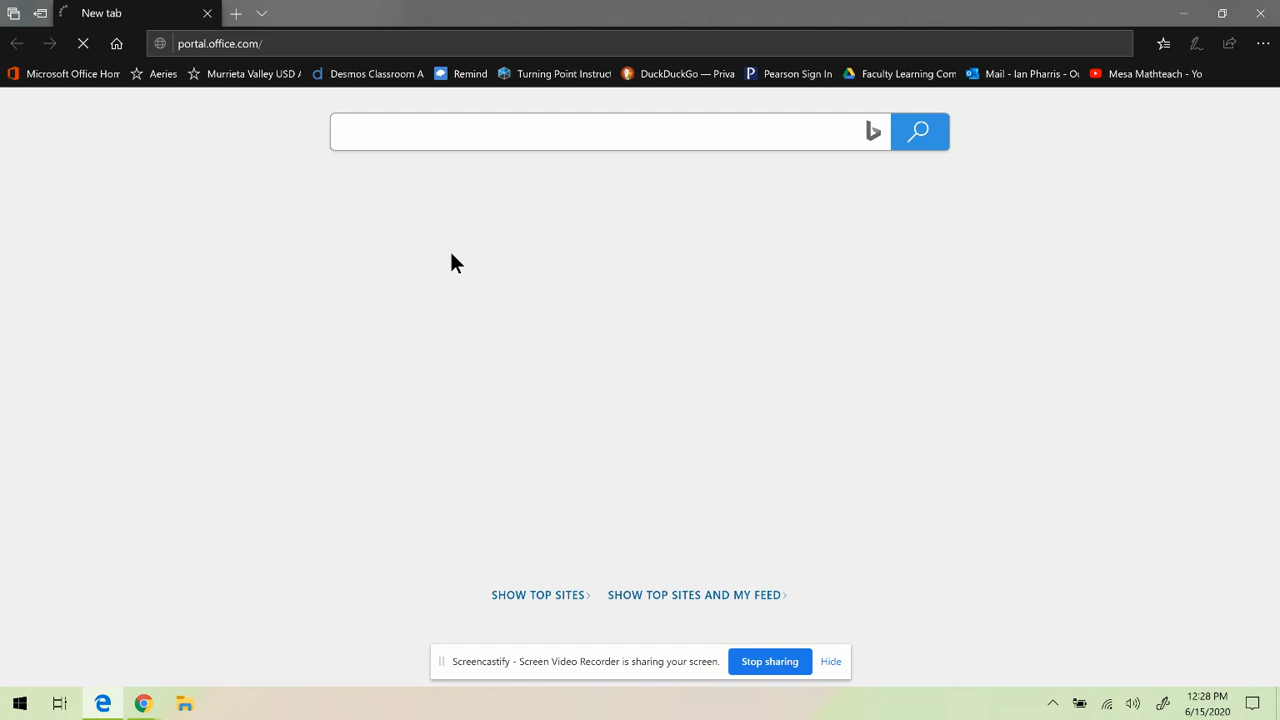 New tab
portal.office.com/
Microsoft Office Hom Aeries Murrieta Valley USD A Desmos Classroom A Remind Turning Point Instruct DuckDuckGo — Priva Pearson Sign In Faculty Learning Com Mail - Ian Pharris - Ou Mesa Mathteach - Yo
SHOW TOP SITES SHOW TOP SITES AND MY FEED
Screencastify - Screen Video Recorder is sharing your screen. Stop sharing Hide
12:28 PM
6/15/2020